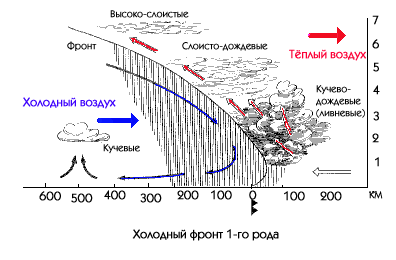 Высоко-слоистые
Фронт
Слоисто-дождевые
Тёплый воздух
Холодный воздух
Кучево-
дождевые
(ливневые)
Кучевые
7
6
5
4
3
2
1
600 500 400 300 200 100 0 100 200 км
Холодный фронт 1-го рода